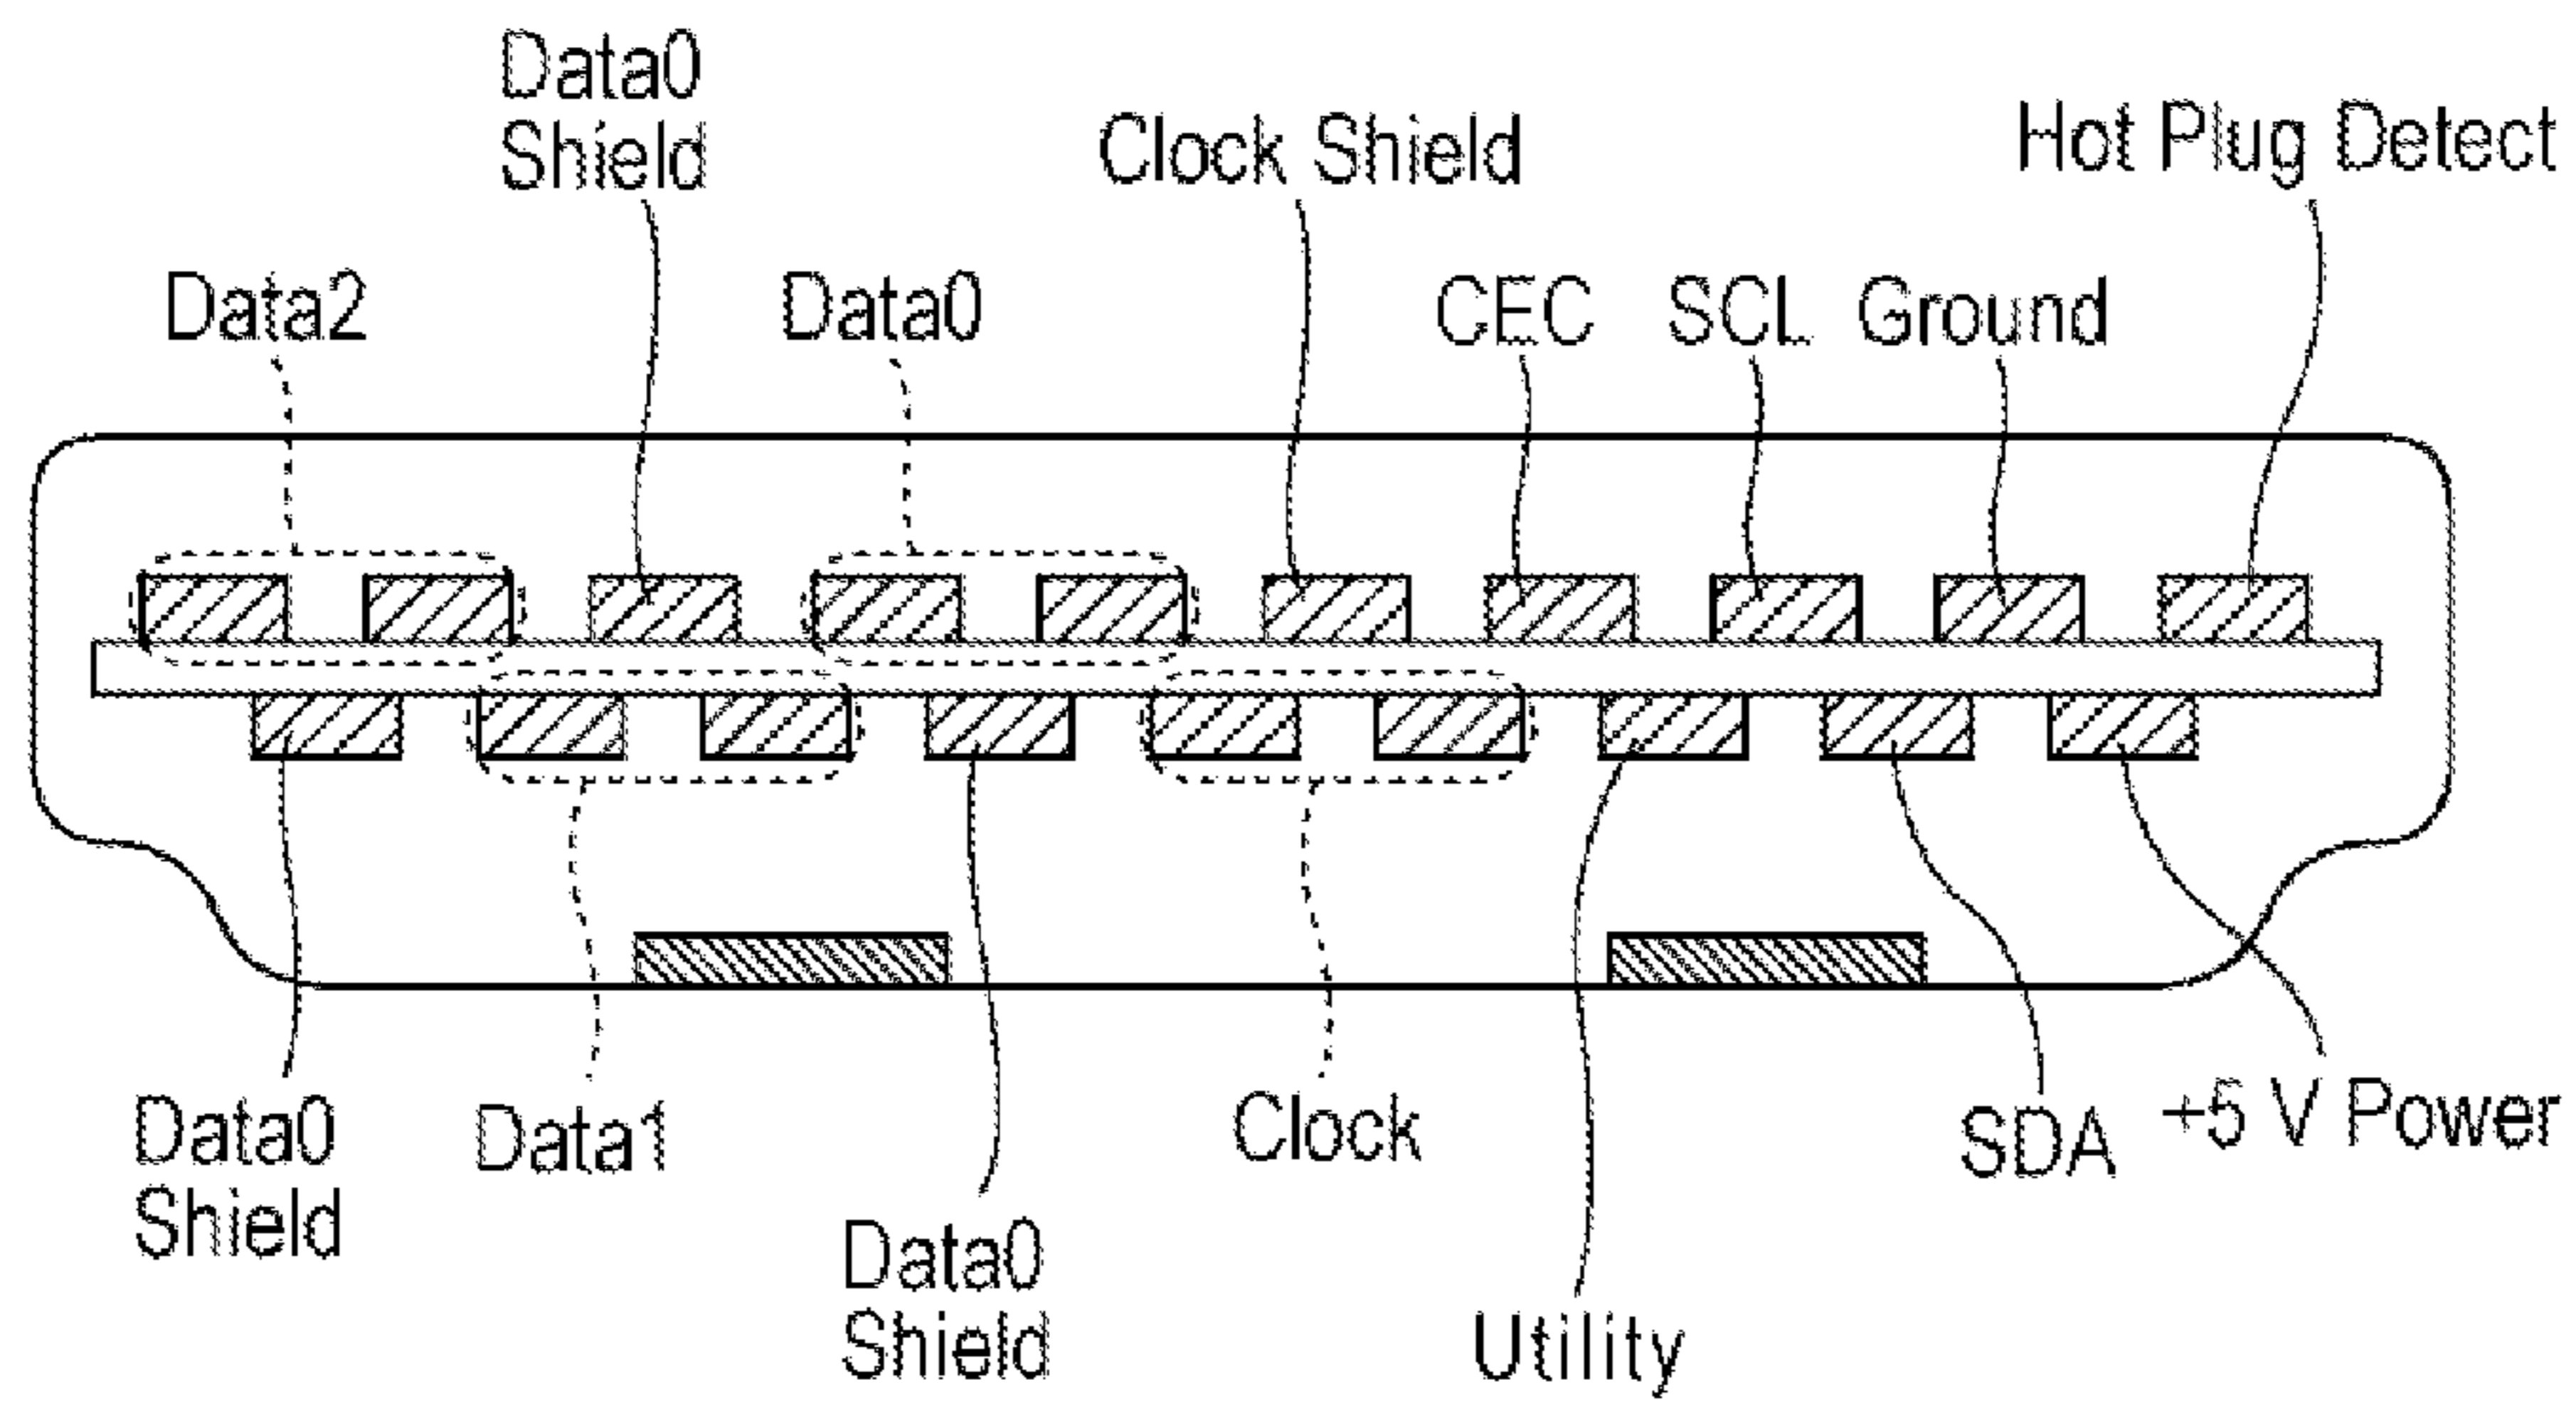 Data0
Shield
Clock Shield
Hot Plug Detect
Data2
Data0
CEC
SCL
Ground
Data0
Shield
Data1
Clock
SDA
+5 V Power
Data0
Shield
Utility